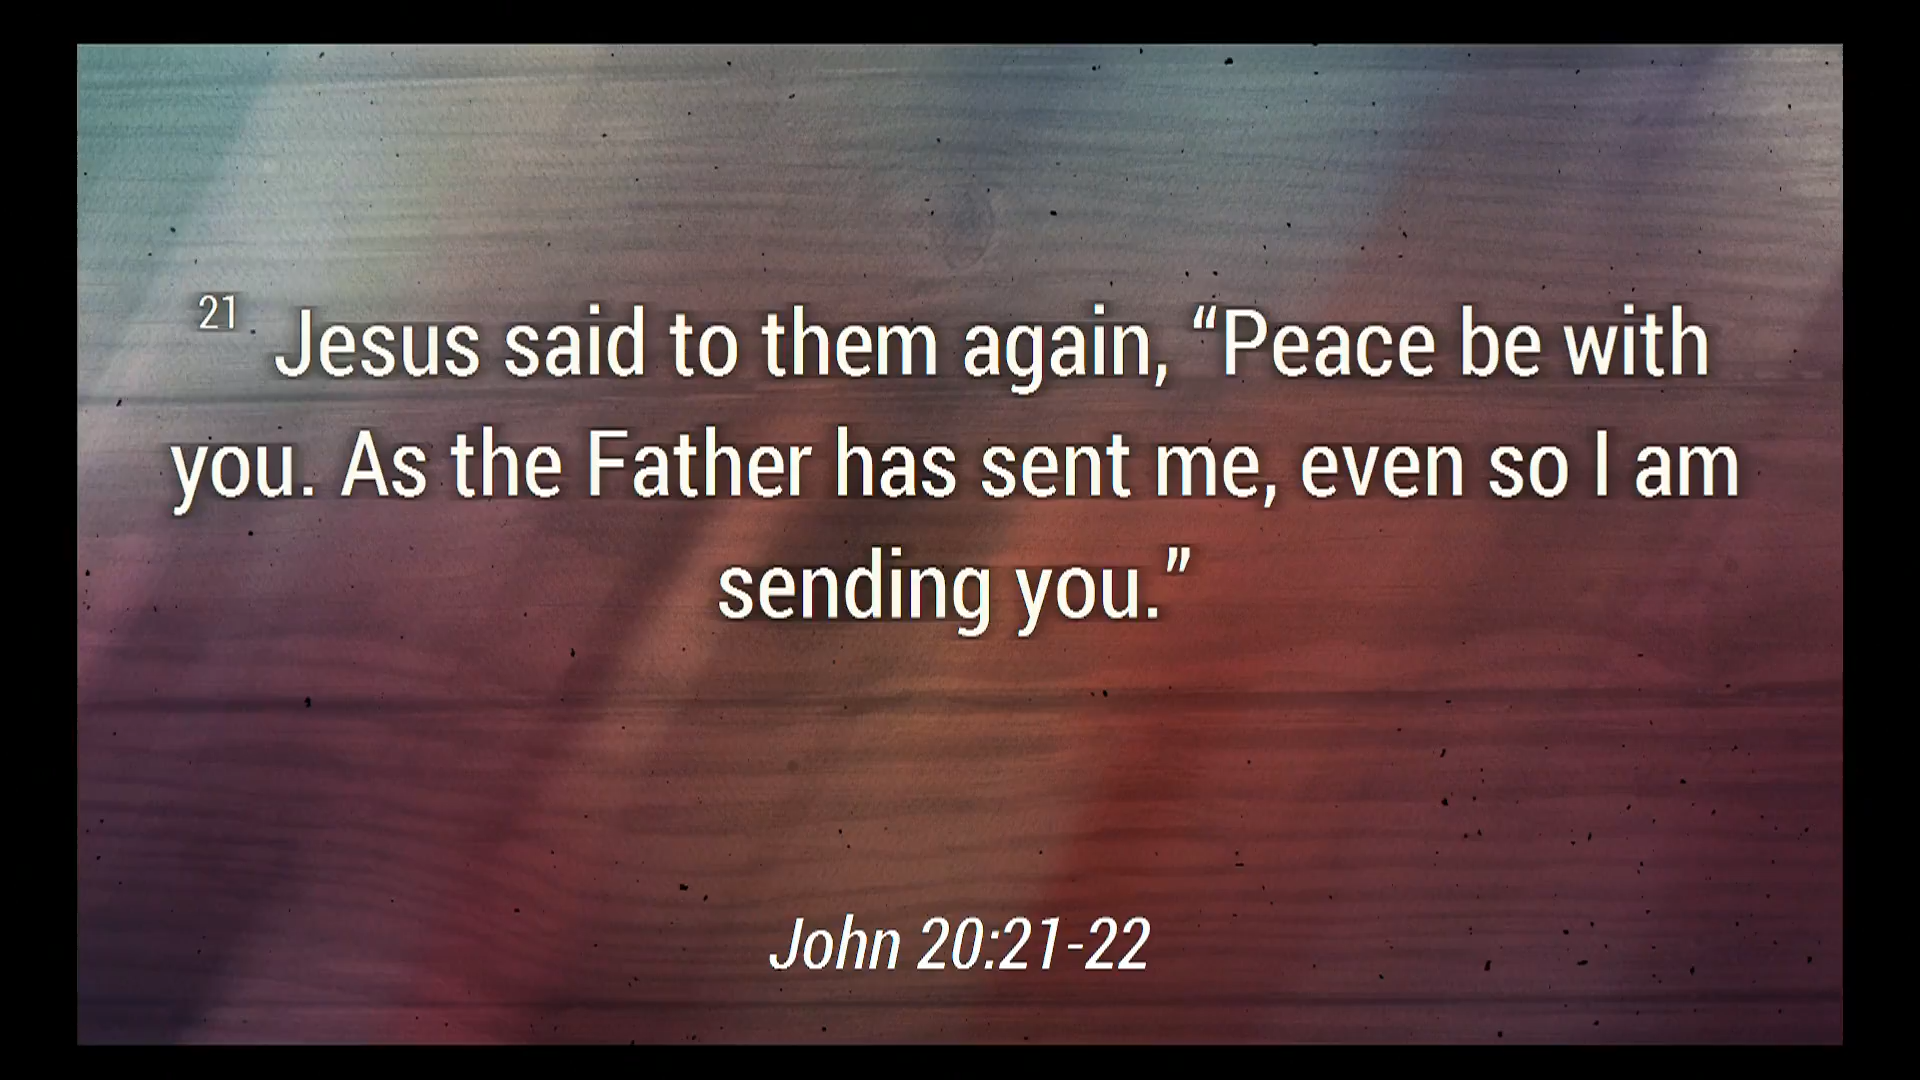 21 Jesus said to them again, “Peace be with
you. As the Father has sent me, even so I am
sending you.”
John 20:21-22